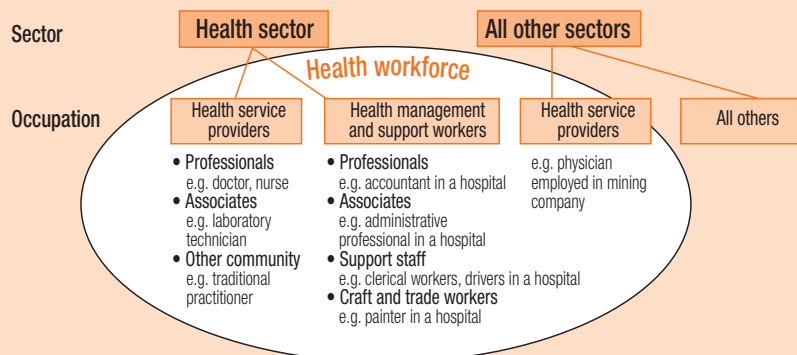 Sector
Health sector
All other sectors
Health workforce
Occupation
Health service
providers
Health management
and support workers
Health service
providers
All others
• Professionals
e.g. doctor, nurse
• Associates
e.g. laboratory
technician
• Other community
e.g. traditional
practitioner
• Professionals
e.g. accountant in a hospital
• Associates
e.g. administrative
professional in a hospital
• Support staff
e.g. clerical workers, drivers in a hospital
• Craft and trade workers
e.g. painter in a hospital
e.g. physician
employed in mining
company